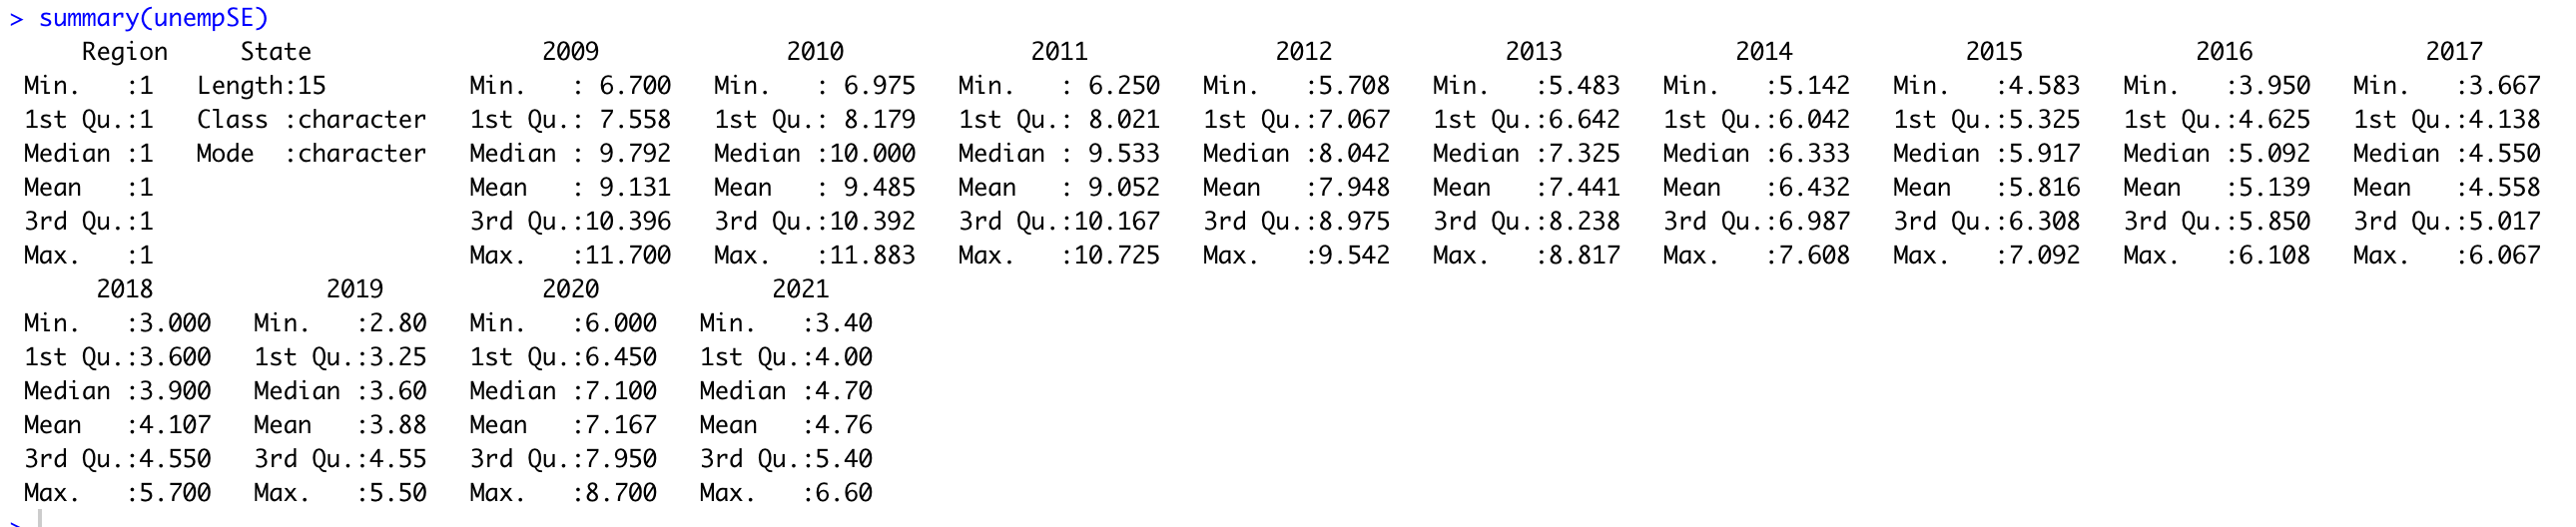 > summary(unempSE)
     Region     State                2009             2010             2011             2012            2013            2014            2015            2016            2017
 Min.   :1   Length:15          Min.   : 6.700   Min.   : 6.975   Min.   : 6.250   Min.   :5.708   Min.   :5.483   Min.   :5.142   Min.   :4.583   Min.   :3.950   Min.   :3.667
 1st Qu.:1   Class :character   1st Qu.: 7.558   1st Qu.: 8.179   1st Qu.: 8.021   1st Qu.:7.067   1st Qu.:6.642   1st Qu.:6.042   1st Qu.:5.325   1st Qu.:4.625   1st Qu.:4.138
 Median :1   Mode  :character   Median : 9.792   Median :10.000   Median : 9.533   Median :8.042   Median :7.325   Median :6.333   Median :5.917   Median :5.092   Median :4.550
 Mean   :1                      Mean   : 9.131   Mean   : 9.485   Mean   : 9.052   Mean   :7.948   Mean   :7.441   Mean   :6.432   Mean   :5.816   Mean   :5.139   Mean   :4.558
 3rd Qu.:1                      3rd Qu.:10.396   3rd Qu.:10.392   3rd Qu.:10.167   3rd Qu.:8.975   3rd Qu.:8.238   3rd Qu.:6.987   3rd Qu.:6.308   3rd Qu.:5.850   3rd Qu.:5.017
 Max.   :1                      Max.   :11.700   Max.   :11.883   Max.   :10.725   Max.   :9.542   Max.   :8.817   Max.   :7.608   Max.   :7.092   Max.   :6.108   Max.   :6.067
      2018            2019           2020            2021
 Min.   :3.000   Min.   :2.80   Min.   :6.000   Min.   :3.40
 1st Qu.:3.600   1st Qu.:3.25   1st Qu.:6.450   1st Qu.:4.00
 Median :3.900   Median :3.60   Median :7.100   Median :4.70
 Mean   :4.107   Mean   :3.88   Mean   :7.167   Mean   :4.76
 3rd Qu.:4.550   3rd Qu.:4.55   3rd Qu.:7.950   3rd Qu.:5.40
 Max.   :5.700   Max.   :5.50   Max.   :8.700   Max.   :6.60
>